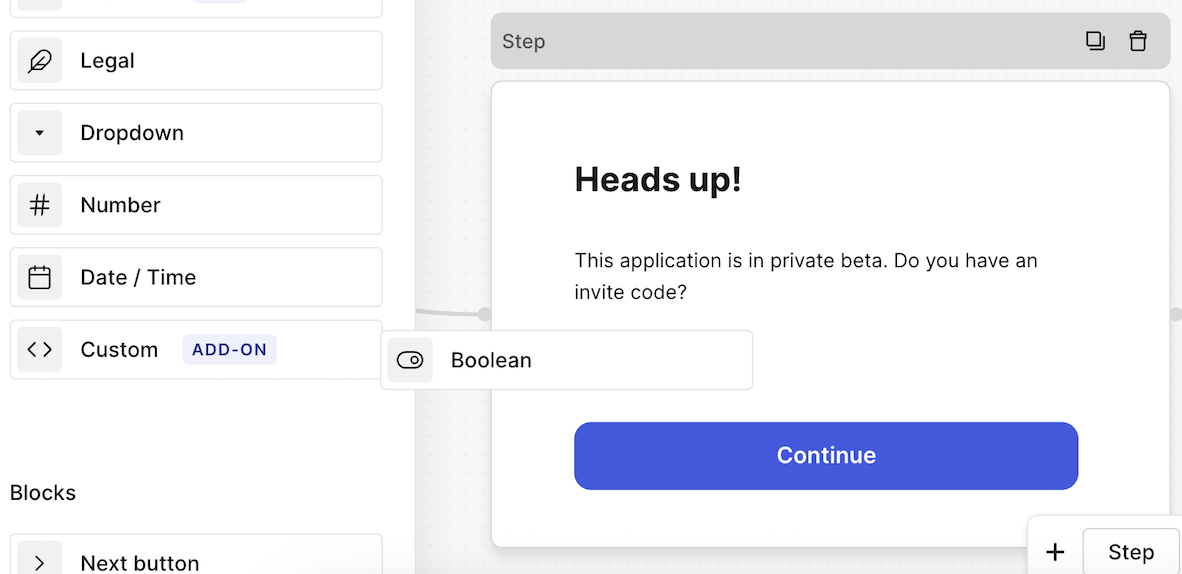 Legal
Dropdown
Number
Date / Time
Custom ADD-ON
Blocks
Next button
Step
Heads up!
This application is in private beta. Do you have an
invite code?
Boolean
Continue
Step